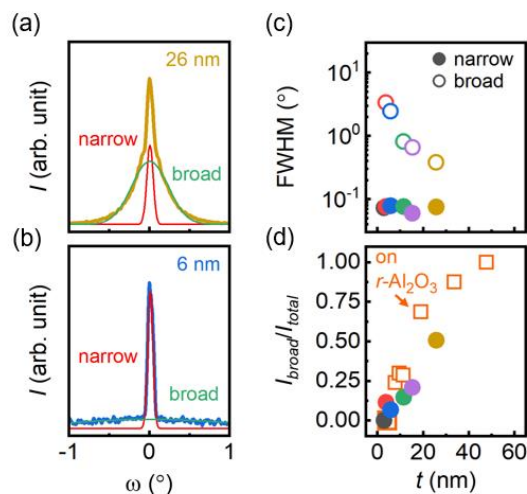 (a)
26 nm
narrow
broad
I (arb. unit)
(b)
6 nm
narrow
broad
I (arb. unit)
-1 0 1
ω (°)
(c)
narrow
broad
10¹
10⁰
10⁻¹
FWHM (°)
(d)
on
r-Al₂O₃
1.00
0.75
0.50
0.25
0.00
I_broad/I_total
0 20 40 60
t (nm)